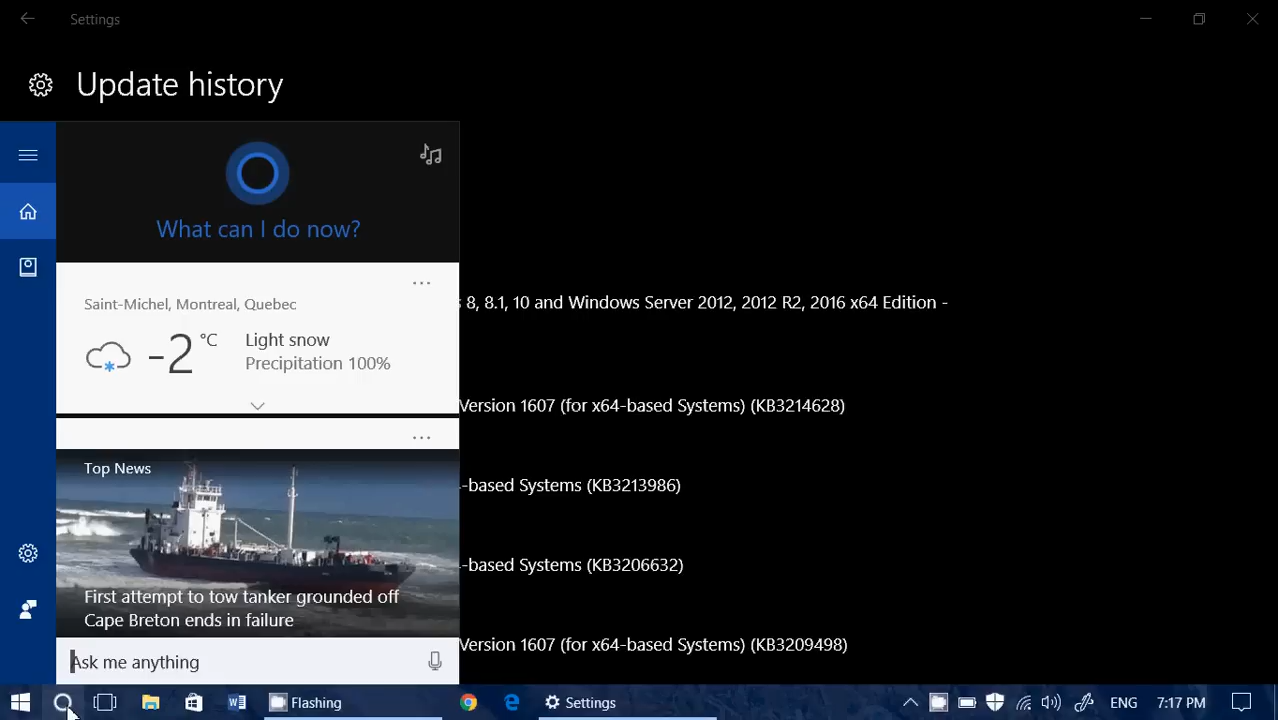 Settings
Update history
What can I do now?
Saint-Michel, Montreal, Quebec
-2 °C
Light snow
Precipitation 100%
Top News
First attempt to tow tanker grounded off
Cape Breton ends in failure
Ask me anything
8, 8.1, 10 and Windows Server 2012, 2012 R2, 2016 x64 Edition -
Version 1607 (for x64-based Systems) (KB3214628)
-based Systems (KB3213986)
-based Systems (KB3206632)
Version 1607 (for x64-based Systems) (KB3209498)
Flashing
Settings
ENG
7:17 PM